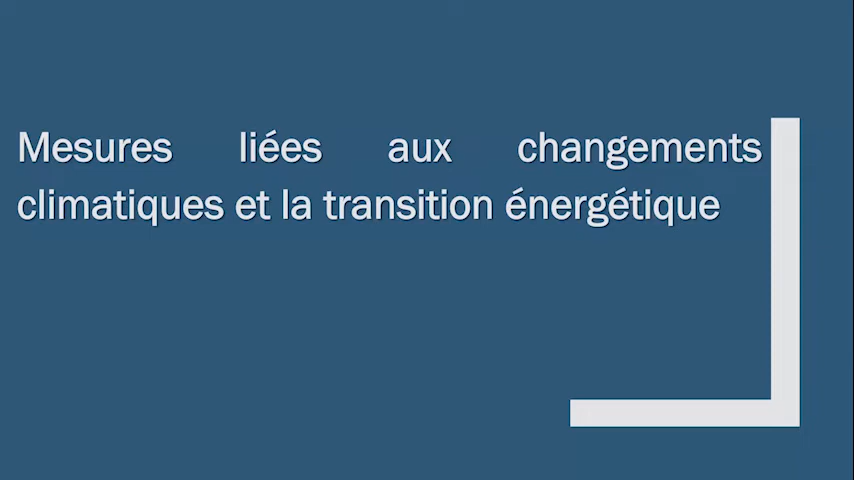 Mesures liées aux changements
climatiques et la transition énergétique